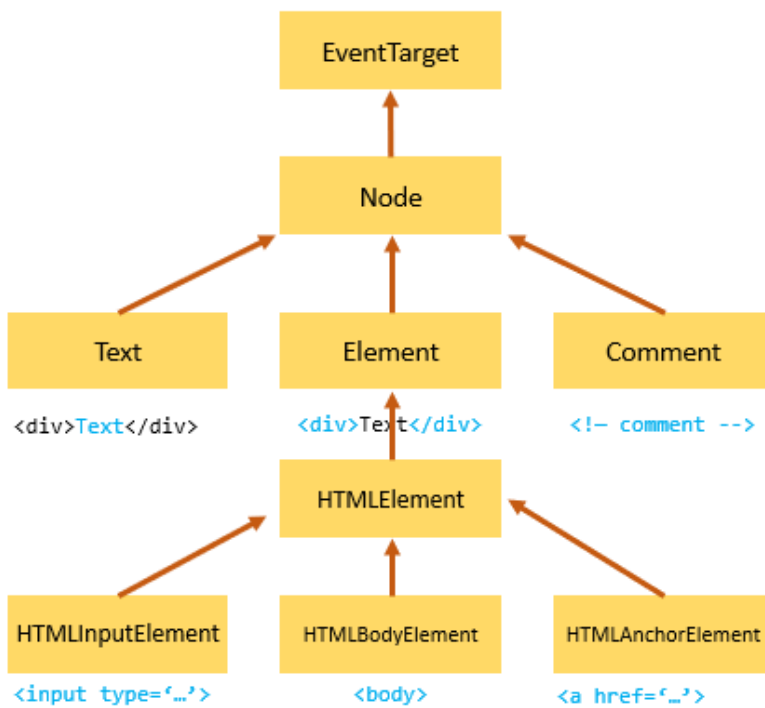 EventTarget
Node
Text
Element
Comment
<div>Text</div>
<div>Text</div>
<!— comment -->
HTMLElement
HTMLInputElement
HTMLBodyElement
HTMLAnchorElement
<input type=‘…’>
<body>
<a href=‘…’>